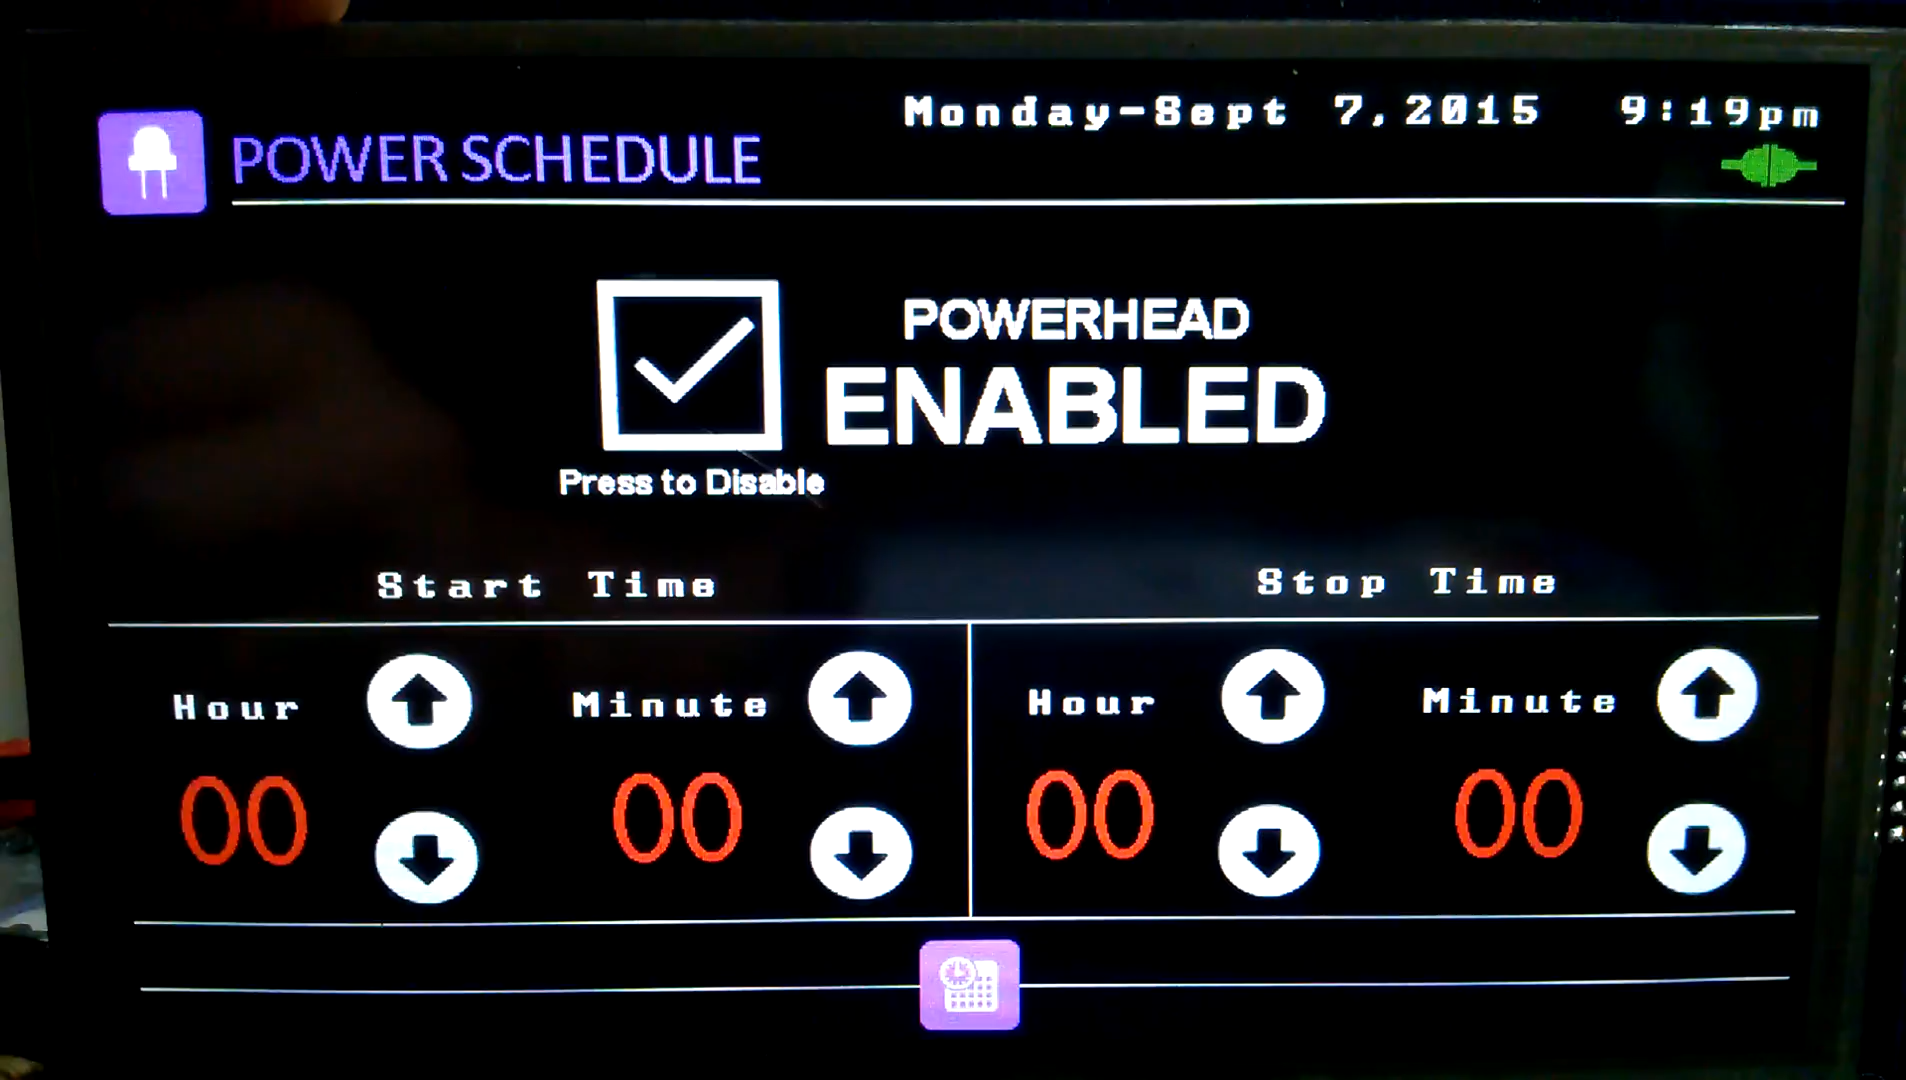 Monday-Sept 7,2015 9:19pm
POWER SCHEDULE
POWERHEAD
ENABLED
Press to Disable
Start Time Stop Time
Hour Minute Hour Minute
00 00 00 00